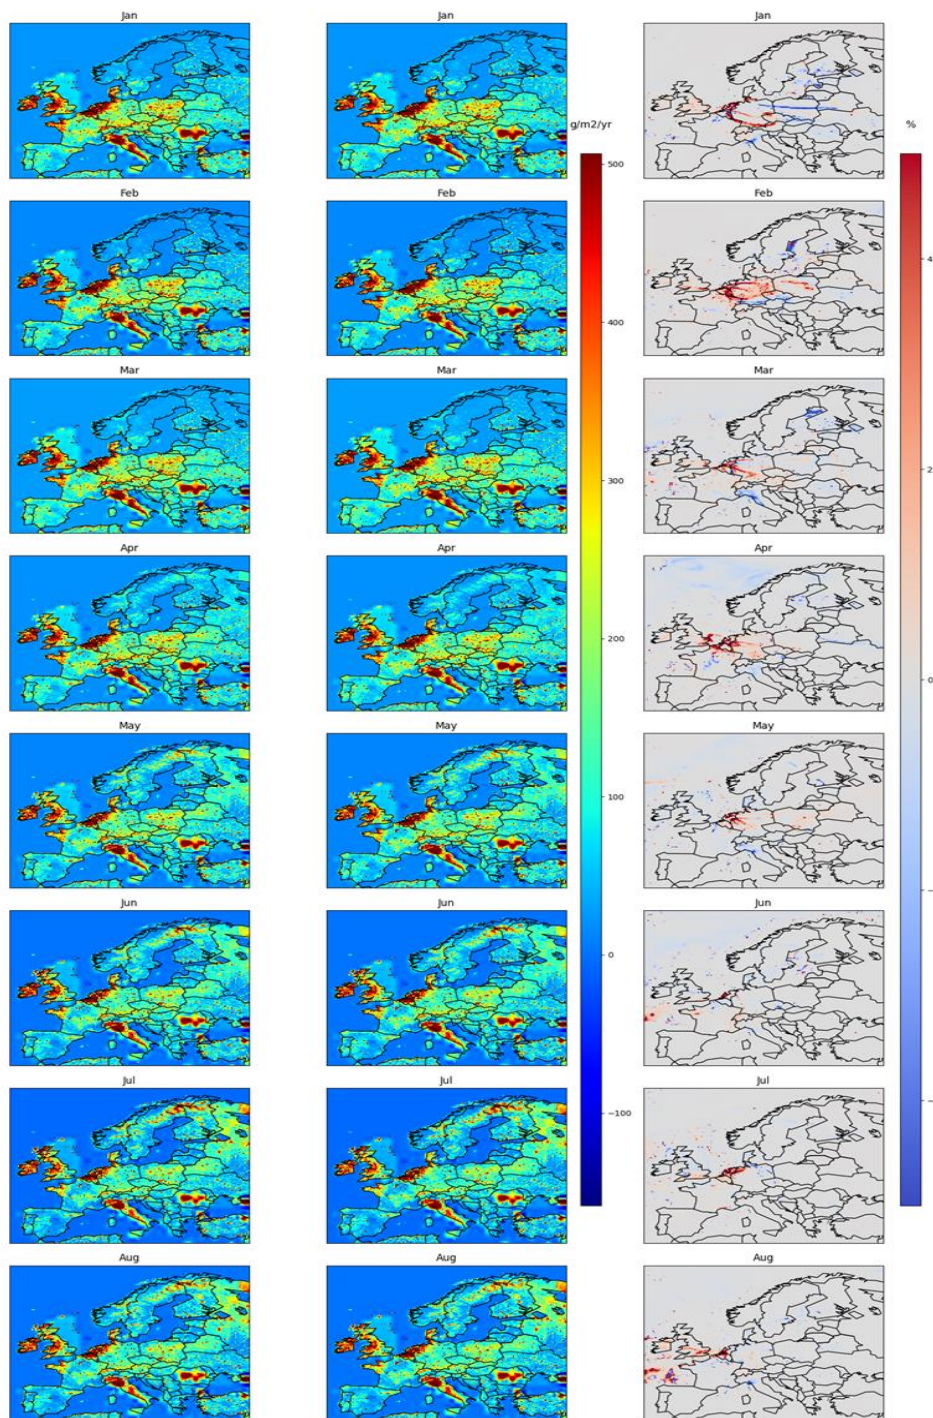 Jan Jan Jan
g/m2/yr %
500
Feb Feb Feb
4
400
Mar Mar Mar
2
300
Apr Apr Apr
200
0
May May May
100
Jun Jun Jun
0
Jul Jul Jul
−100
Aug Aug Aug